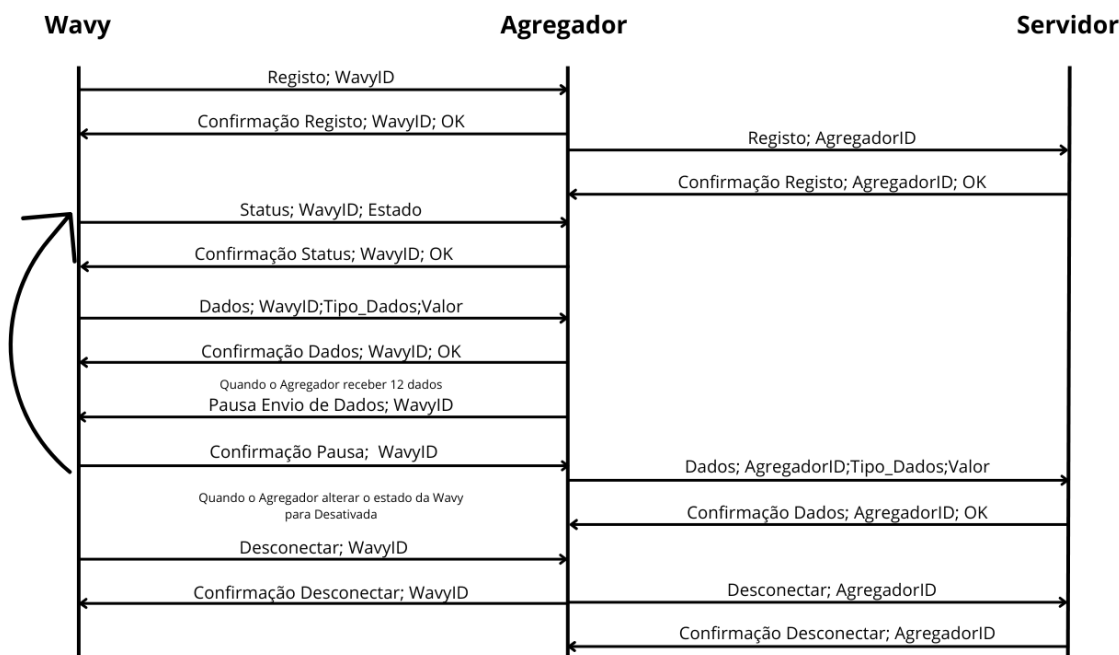 Wavy
Agregador
Servidor
Registo; WavyID
Confirmação Registo; WavyID; OK
Registo; AgregadorID
Confirmação Registo; AgregadorID; OK
Status; WavyID; Estado
Confirmação Status; WavyID; OK
Dados; WavyID;Tipo_Dados;Valor
Confirmação Dados; WavyID; OK
Quando o Agregador receber 12 dados
Pausa Envio de Dados; WavyID
Confirmação Pausa;  WavyID
Dados; AgregadorID;Tipo_Dados;Valor
Quando o Agregador alterar o estado da Wavy
para Desativada
Confirmação Dados; AgregadorID; OK
Desconectar; WavyID
Confirmação Desconectar; WavyID
Desconectar; AgregadorID
Confirmação Desconectar; AgregadorID